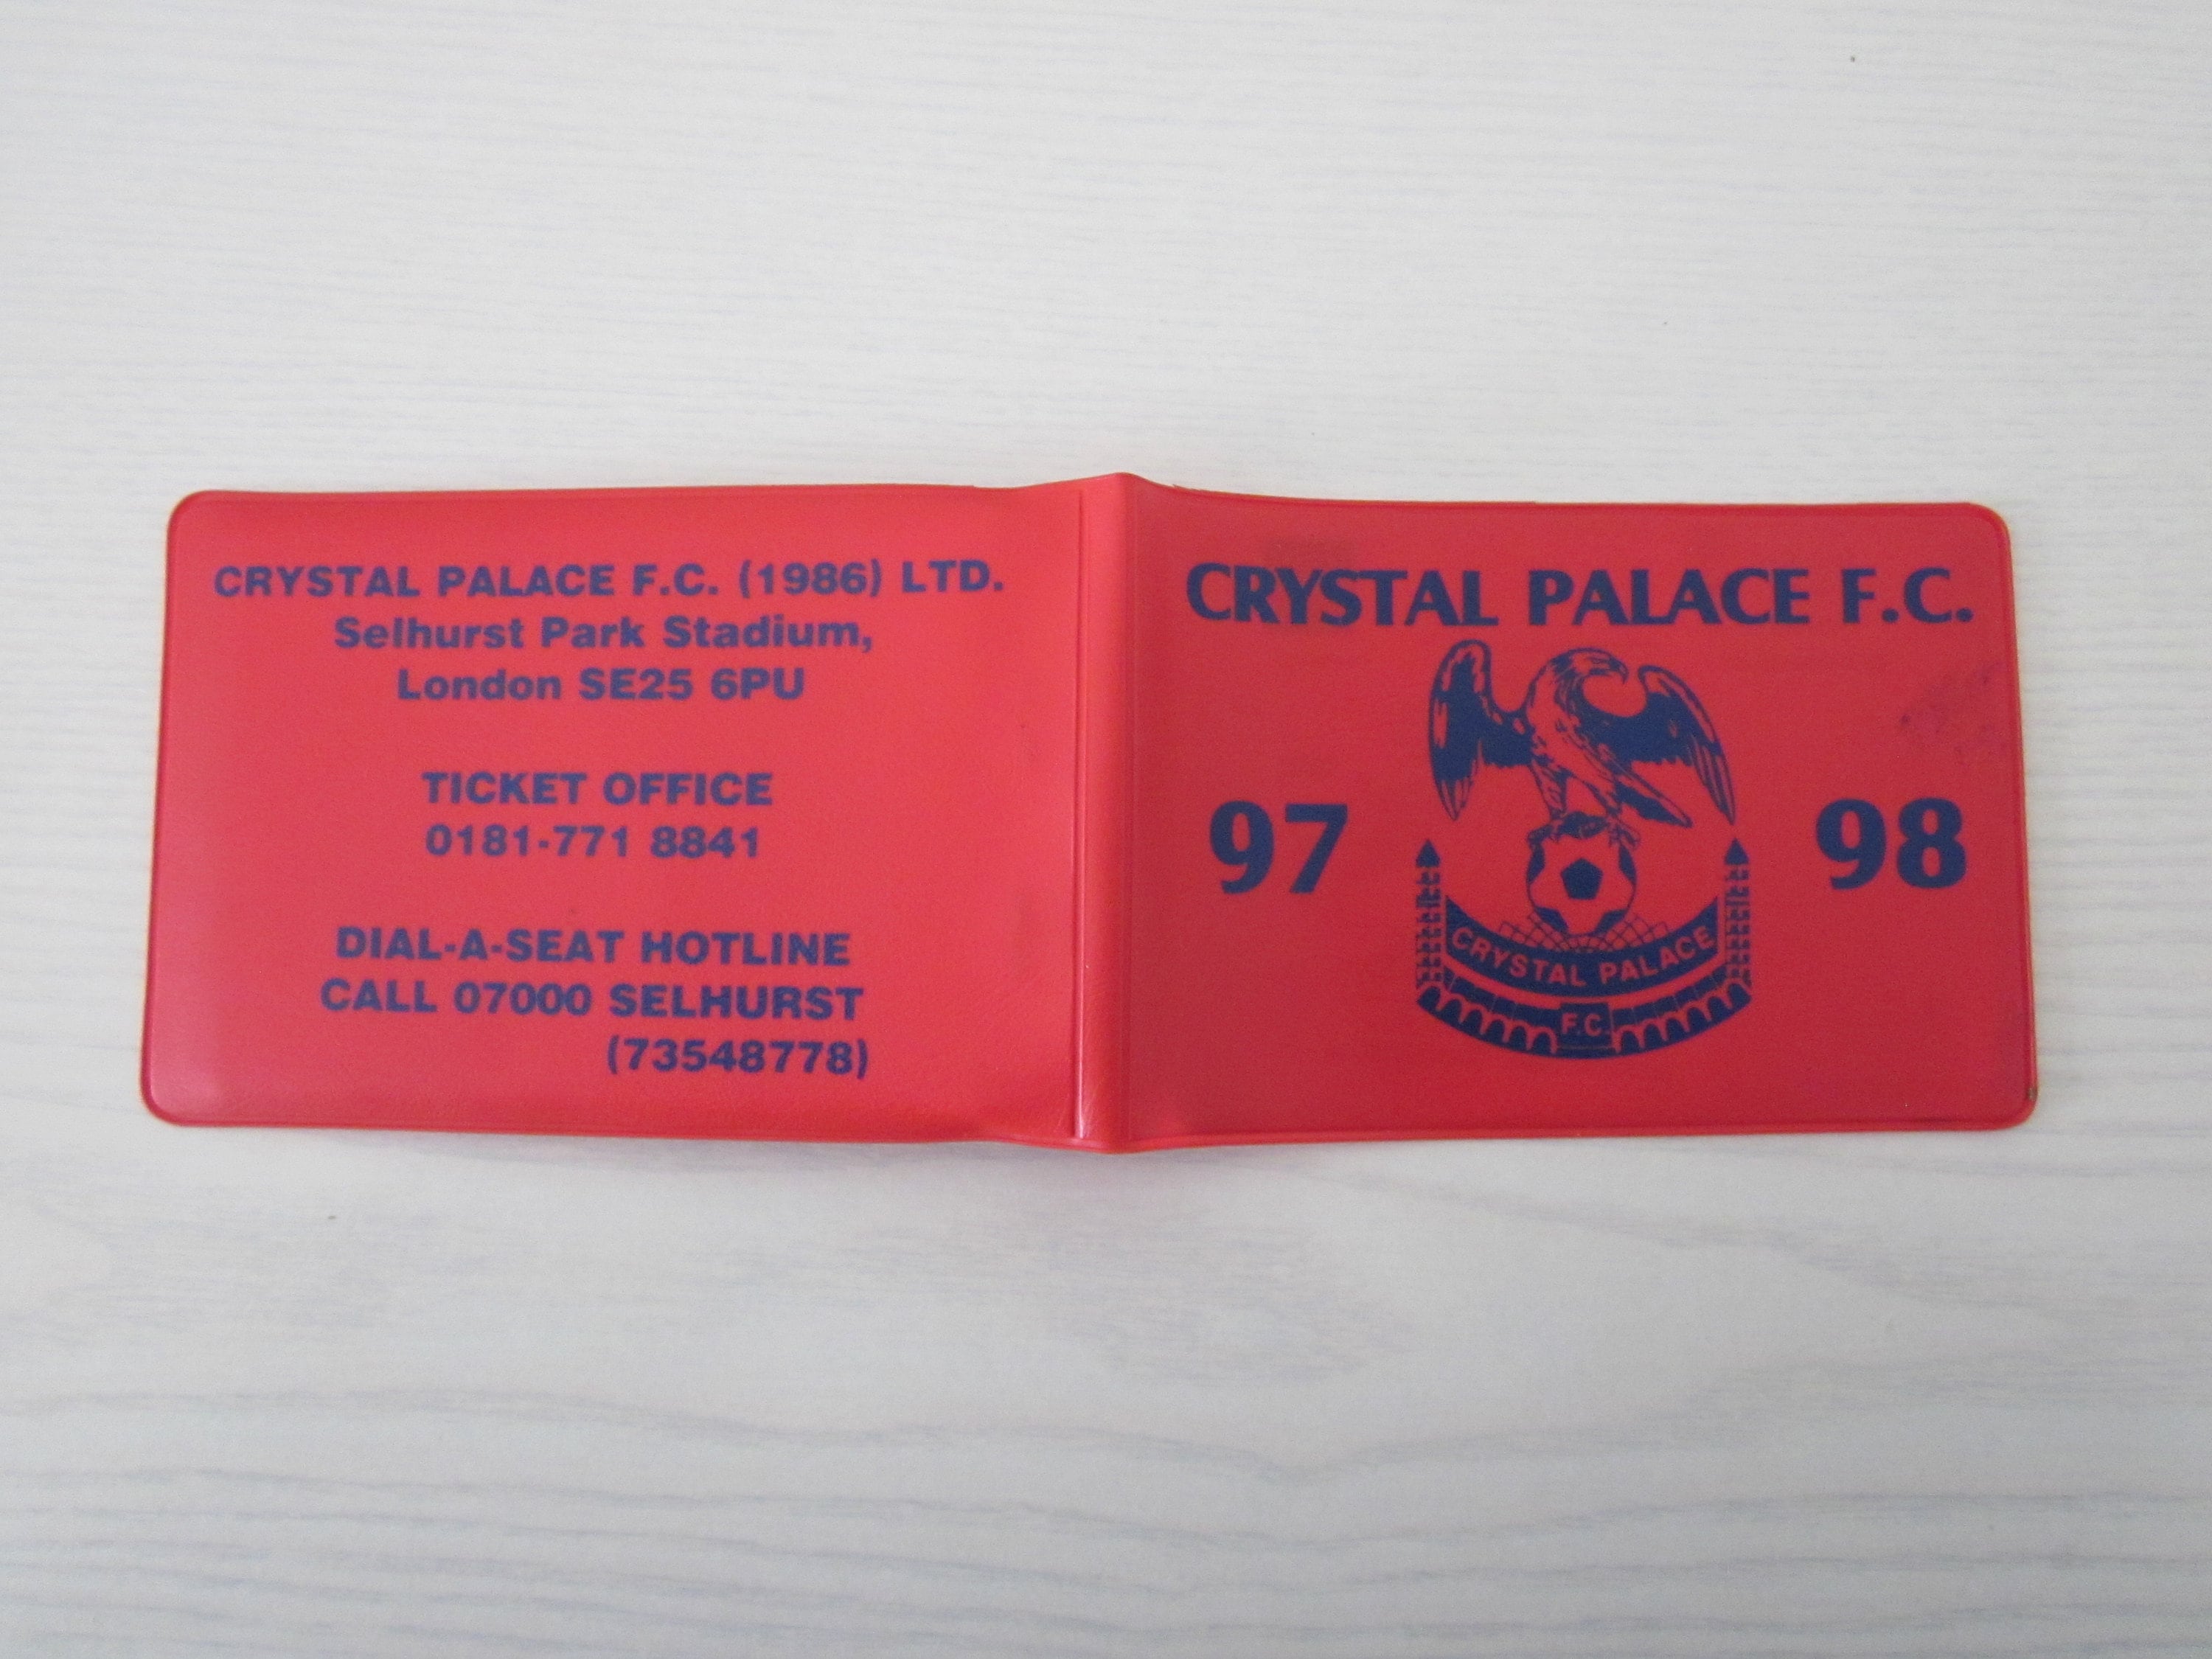 CRYSTAL PALACE F.C. (1986) LTD.
Selhurst Park Stadium,
London SE25 6PU
TICKET OFFICE
0181-771 8841
DIAL-A-SEAT HOTLINE
CALL 07000 SELHURST
(73548778)
CRYSTAL PALACE F.C.
97 98
CRYSTAL PALACE
F.C.